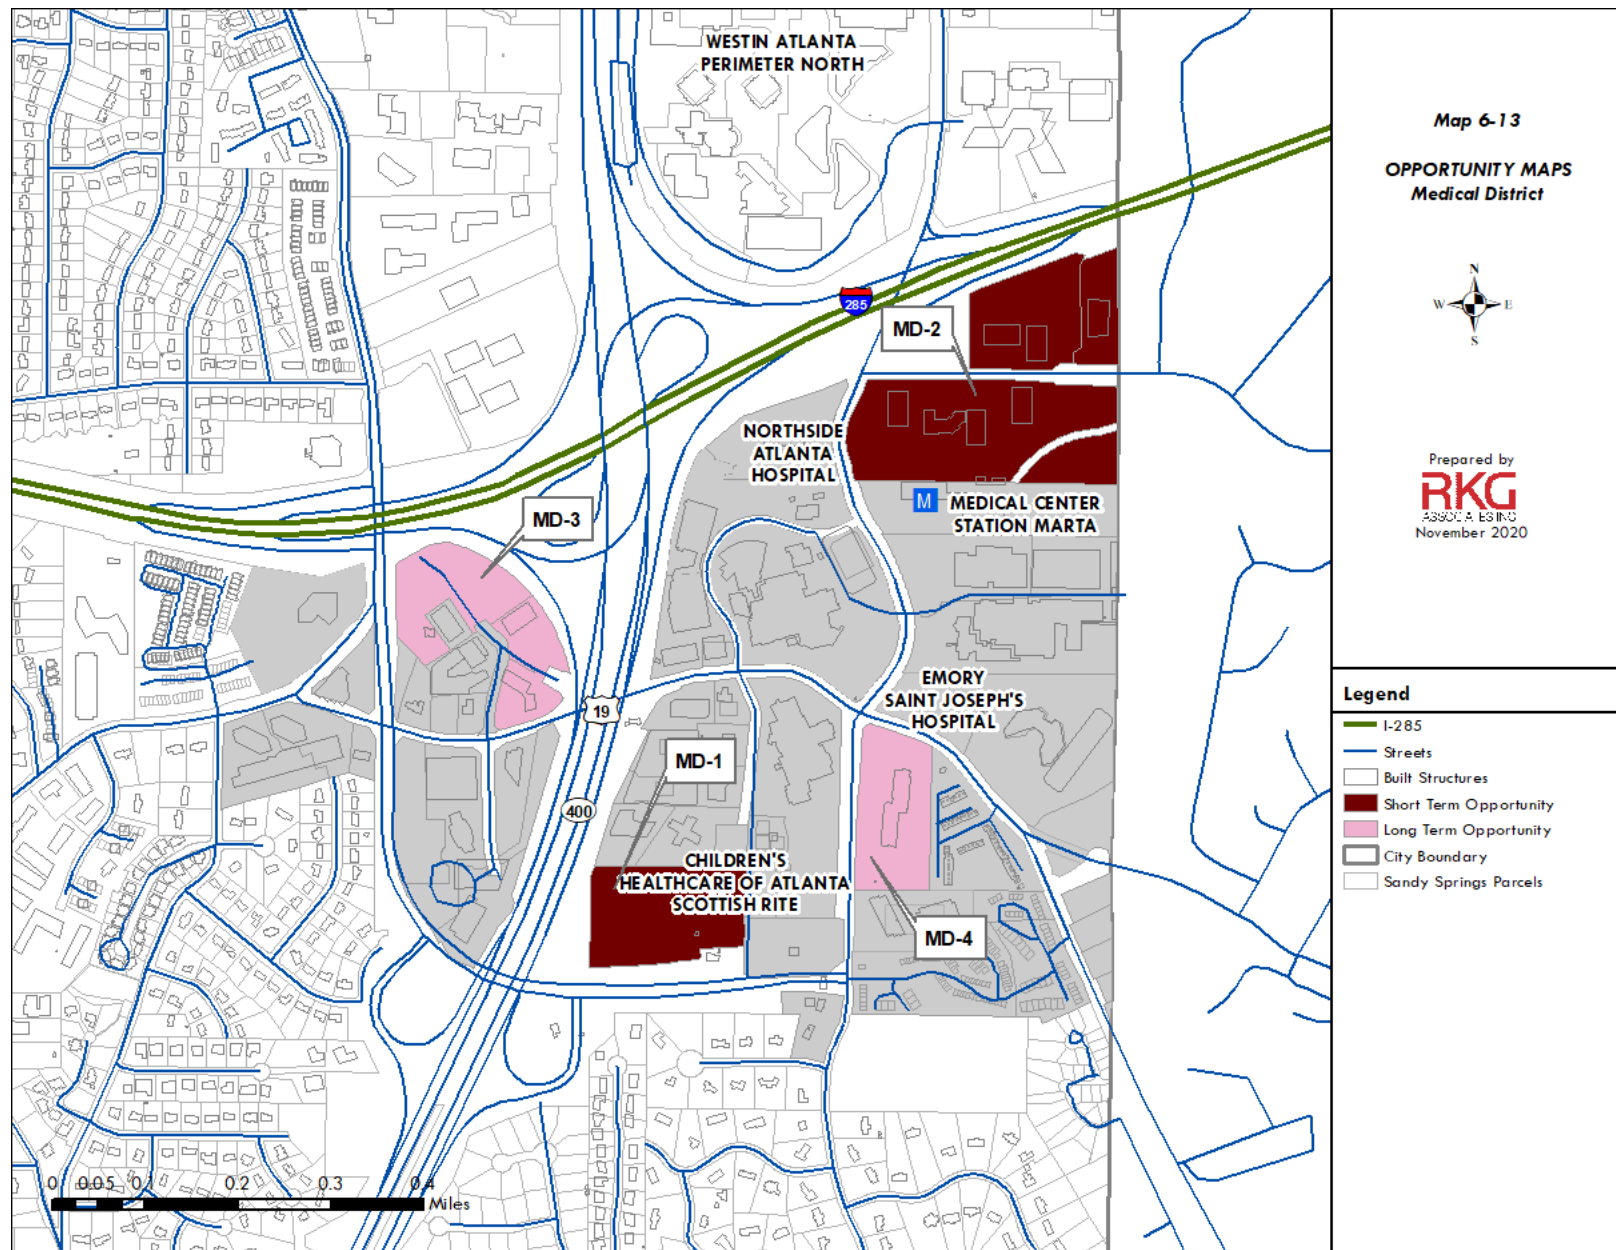 WESTIN ATLANTA
PERIMETER NORTH
285
MD-2
NORTHSIDE
ATLANTA
HOSPITAL
M
MEDICAL CENTER
STATION MARTA
MD-3
EMORY
SAINT JOSEPH'S
HOSPITAL
19
MD-1
400
CHILDREN'S
HEALTHCARE OF ATLANTA
SCOTTISH RITE
MD-4
0 0.05 0.1 0.2 0.3 0.4
Miles
Map 6-13
OPPORTUNITY MAPS
Medical District
N
W E
S
Prepared by
RKG
ASSOCIATES INC
November 2020
Legend
I-285
Streets
Built Structures
Short Term Opportunity
Long Term Opportunity
City Boundary
Sandy Springs Parcels